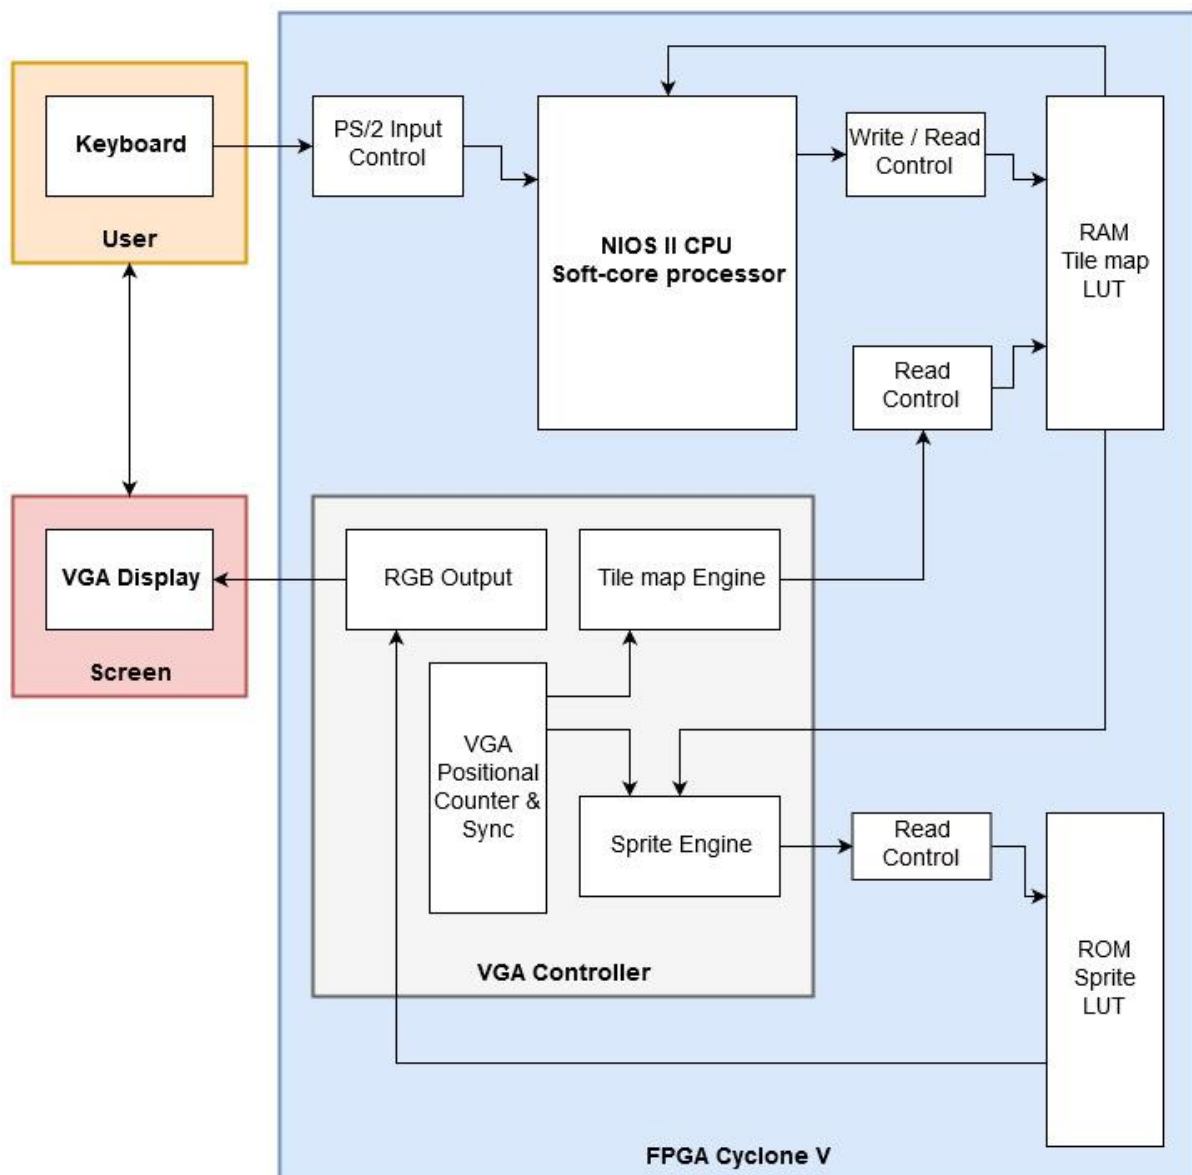 Keyboard
User
PS/2 Input
Control
NIOS II CPU
Soft-core processor
Write / Read
Control
RAM
Tile map
LUT
Read
Control
VGA Display
Screen
RGB Output
Tile map Engine
VGA
Positional
Counter &
Sync
Sprite Engine
VGA Controller
Read
Control
ROM
Sprite
LUT
FPGA Cyclone V